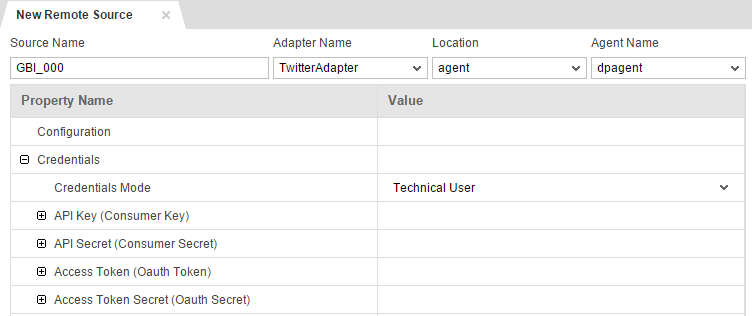 New Remote Source
Source Name Adapter Name Location Agent Name
GBI_000 TwitterAdapter agent dpagent
Property Name Value
Configuration
Credentials
Credentials Mode Technical User
API Key (Consumer Key)
API Secret (Consumer Secret)
Access Token (Oauth Token)
Access Token Secret (Oauth Secret)